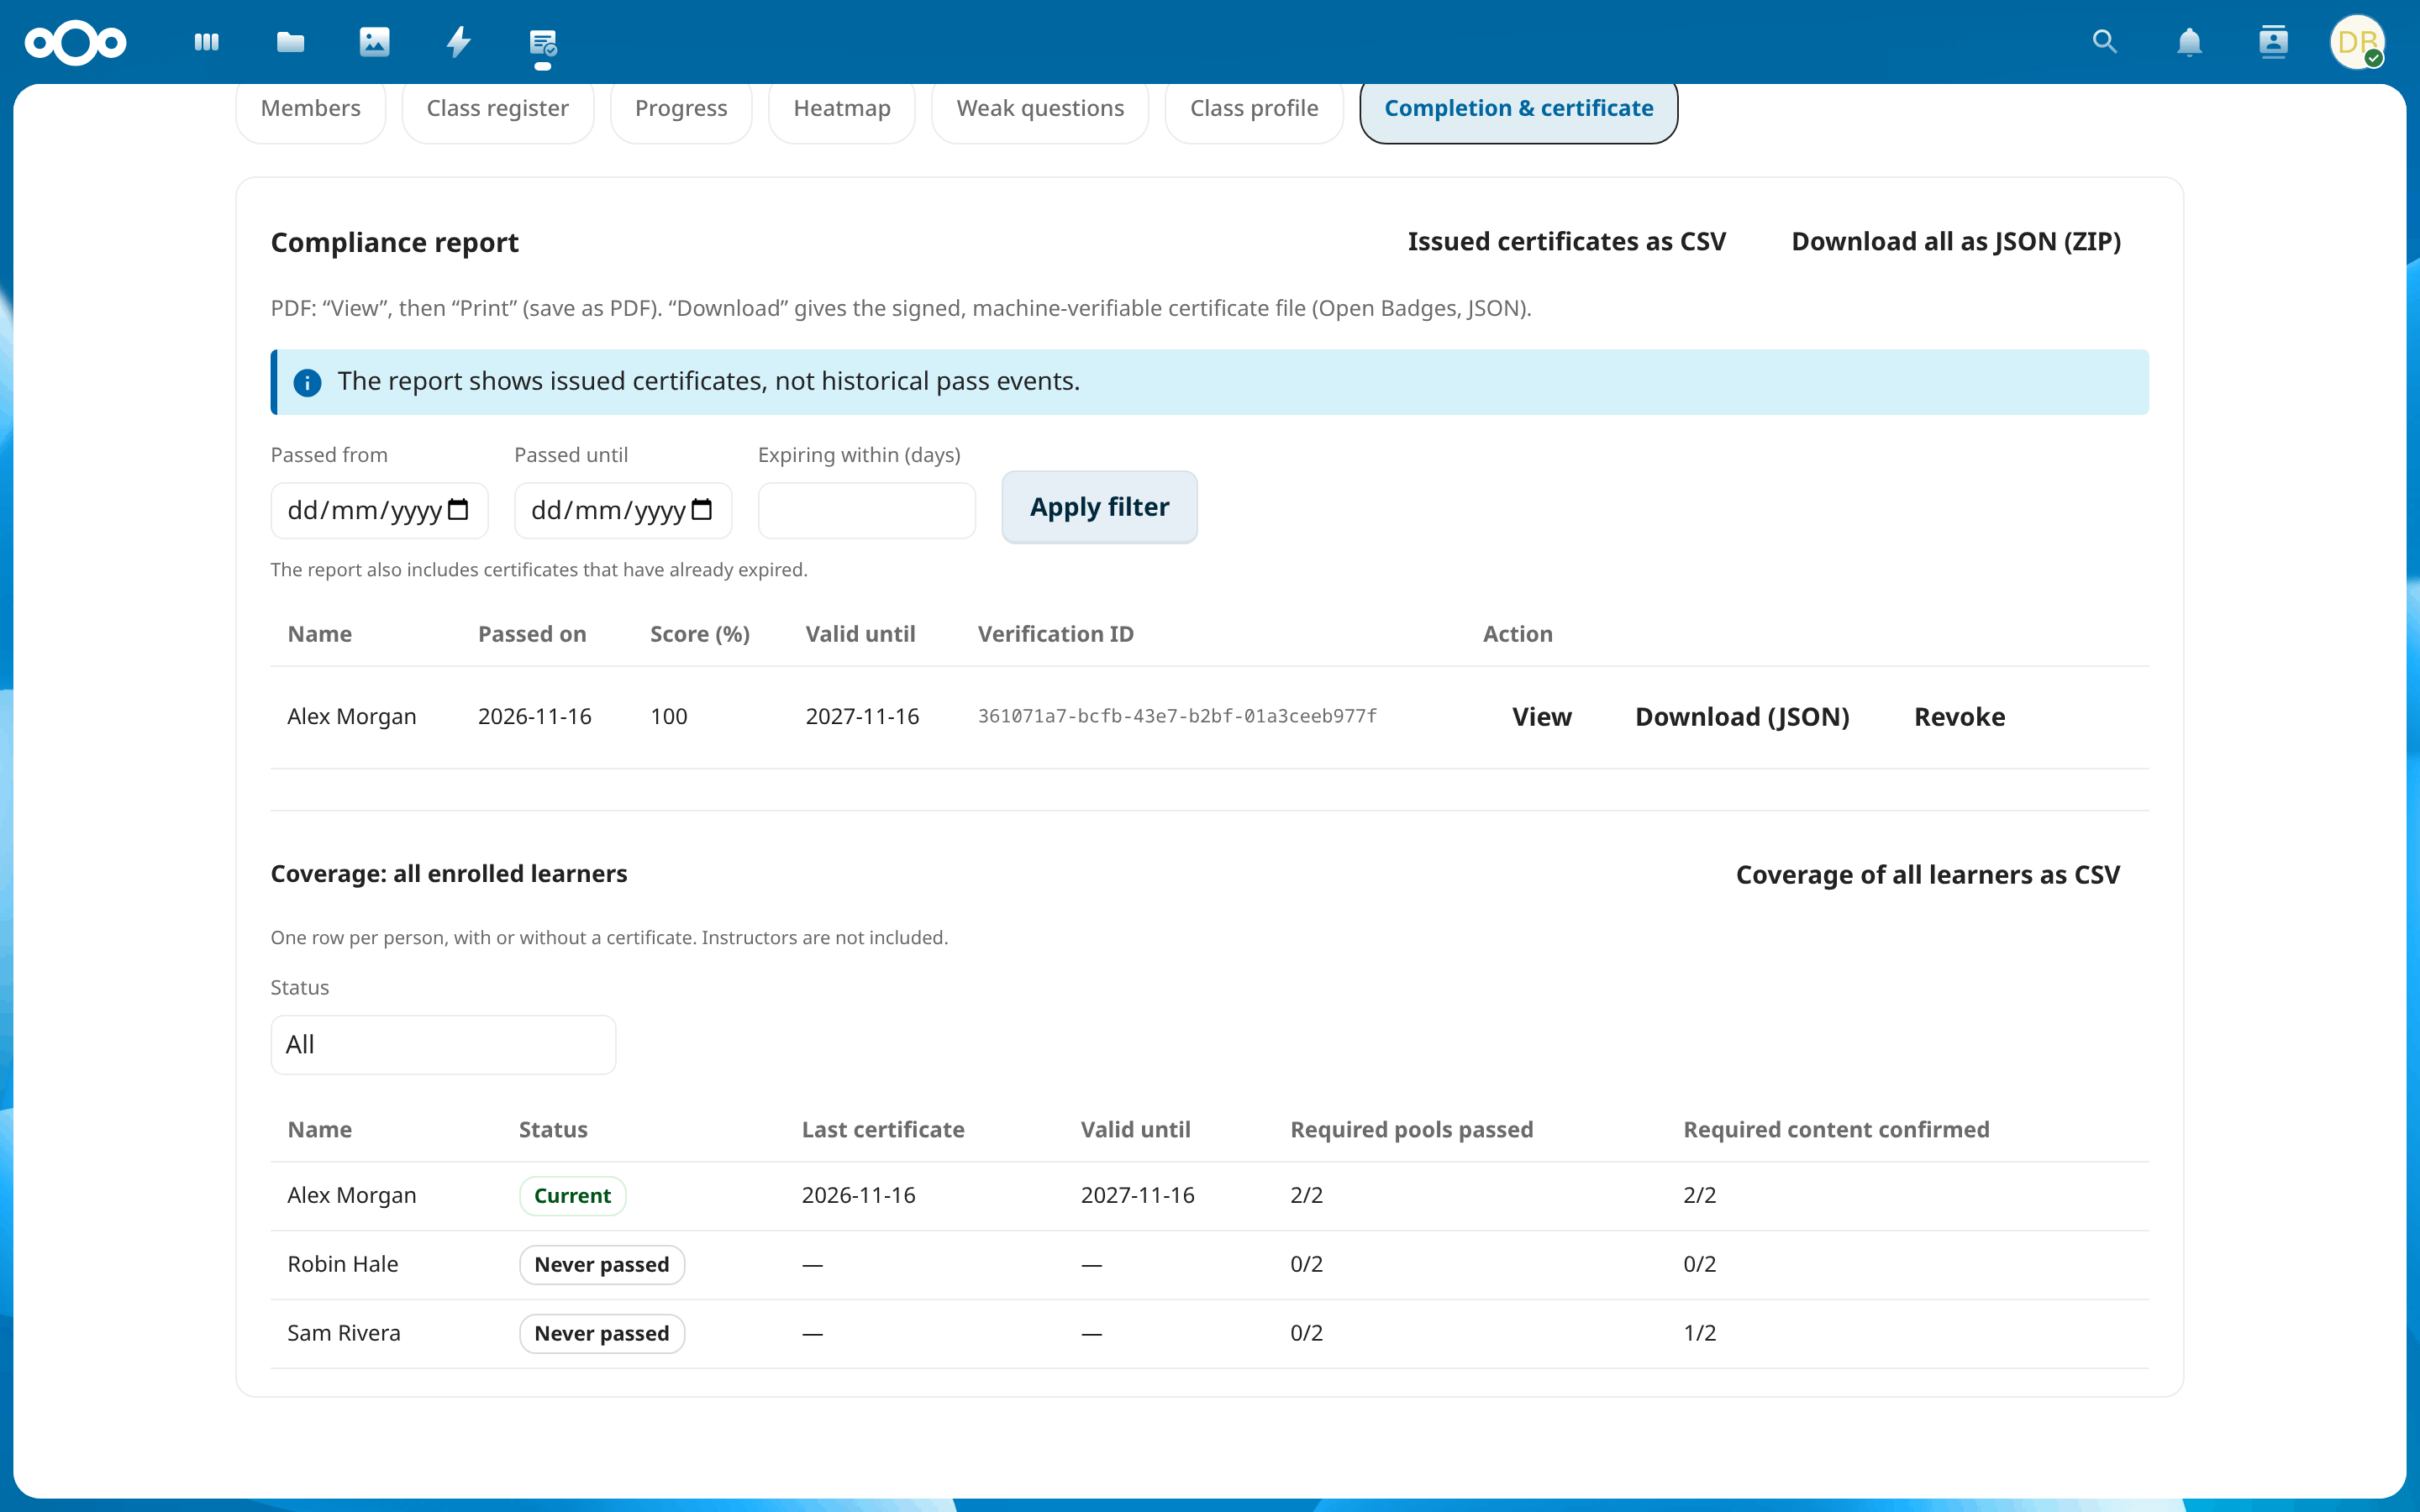 DB
Members
Class register
Progress
Heatmap
Weak questions
Class profile
Completion & certificate
Compliance report
Issued certificates as CSV
Download all as JSON (ZIP)
PDF: “View”, then “Print” (save as PDF). “Download” gives the signed, machine-verifiable certificate file (Open Badges, JSON).
The report shows issued certificates, not historical pass events.
Passed from
Passed until
Expiring within (days)
dd/mm/yyyy
dd/mm/yyyy
Apply filter
The report also includes certificates that have already expired.
Name Passed on Score (%) Valid until Verification ID Action
Alex Morgan 2026-11-16 100 2027-11-16 361071a7-bcfb-43e7-b2bf-01a3ceeb977f View Download (JSON) Revoke
Coverage: all enrolled learners
Coverage of all learners as CSV
One row per person, with or without a certificate. Instructors are not included.
Status
All
Name Status Last certificate Valid until Required pools passed Required content confirmed
Alex Morgan Current 2026-11-16 2027-11-16 2/2 2/2
Robin Hale Never passed — — 0/2 0/2
Sam Rivera Never passed — — 0/2 1/2